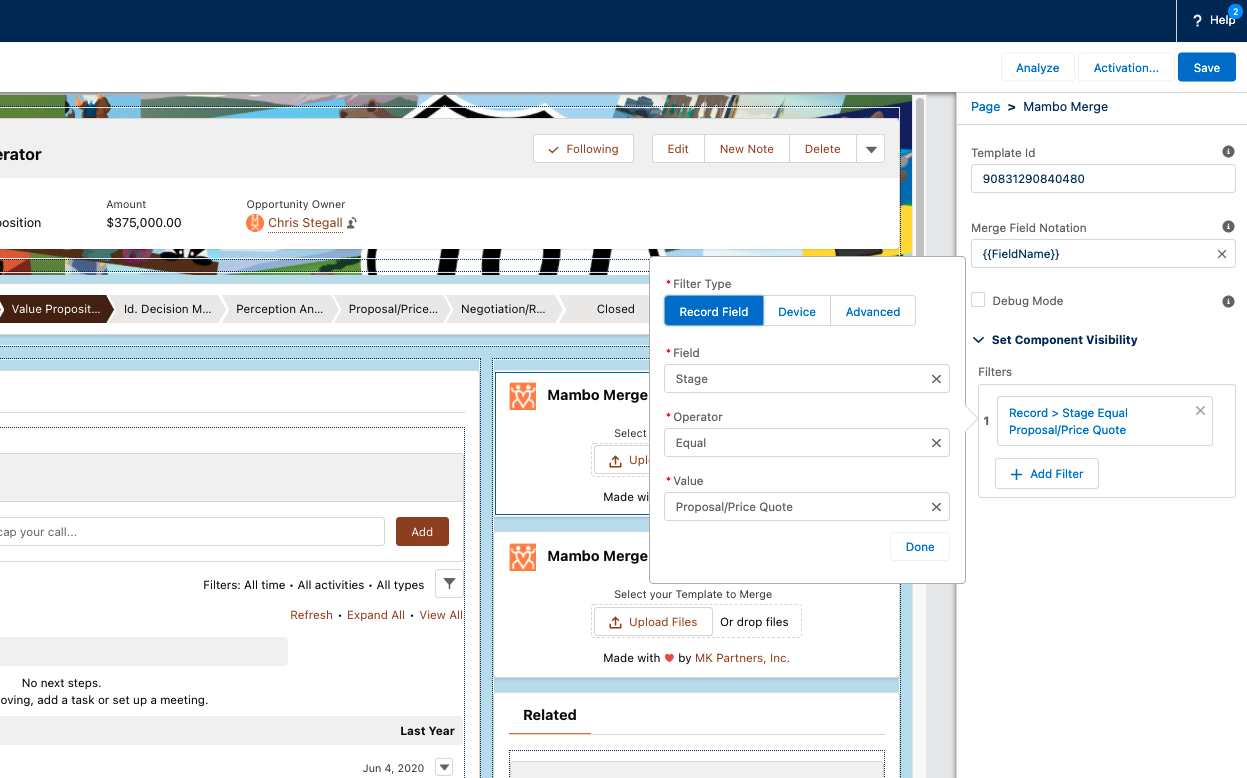 ? Help
2
Analyze
Activation...
Save
Page > Mambo Merge
erator
Following
Edit
New Note
Delete
Amount
Opportunity Owner
osition
$375,000.00
Chris Stegall
Value Proposit...
Id. Decision M...
Perception An...
Proposal/Price...
Negotiation/R...
Closed
Mambo Merge
Select
Uplo
Made wi
cap your call...
Add
Filters: All time • All activities • All types
Refresh • Expand All • View All
No next steps.
oving, add a task or set up a meeting.
Last Year
Jun 4, 2020
Mambo Merge
Select your Template to Merge
Upload Files
Or drop files
Made with ❤ by MK Partners, Inc.
Related
* Filter Type
Record Field
Device
Advanced
* Field
Stage
* Operator
Equal
* Value
Proposal/Price Quote
Done
Template Id
90831290840480
Merge Field Notation
{{FieldName}}
Debug Mode
Set Component Visibility
Filters
1
Record > Stage Equal
Proposal/Price Quote
+ Add Filter